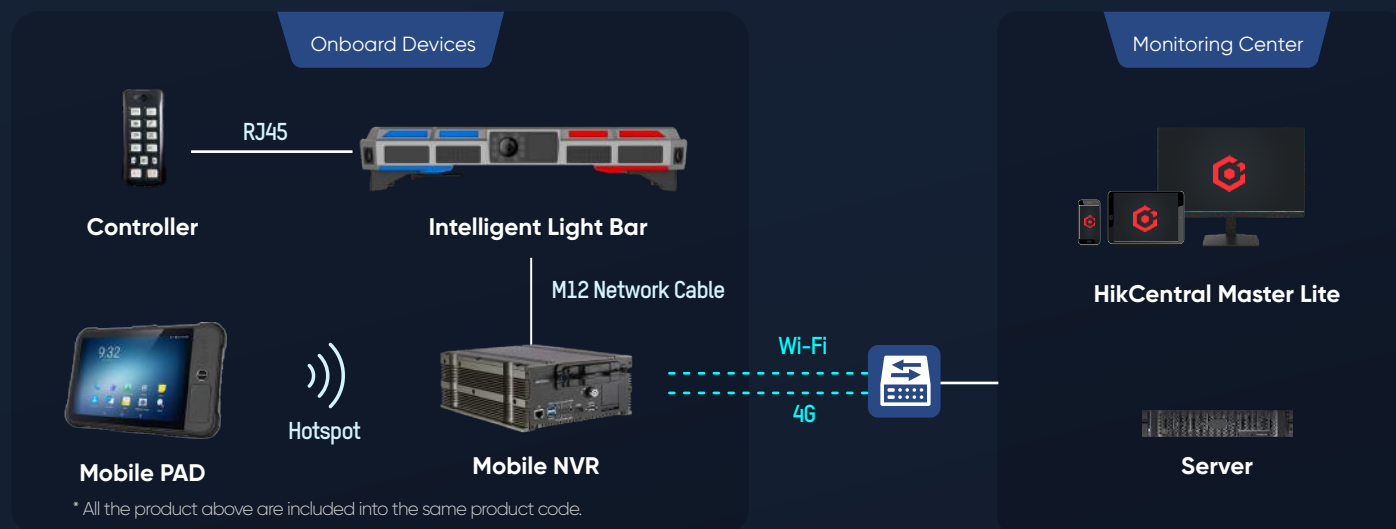 Onboard Devices
Monitoring Center
RJ45
Controller
Intelligent Light Bar
M12 Network Cable
HikCentral Master Lite
9:32
Hotspot
Wi-Fi
4G
Mobile PAD
Mobile NVR
Server
* All the product above are included into the same product code.